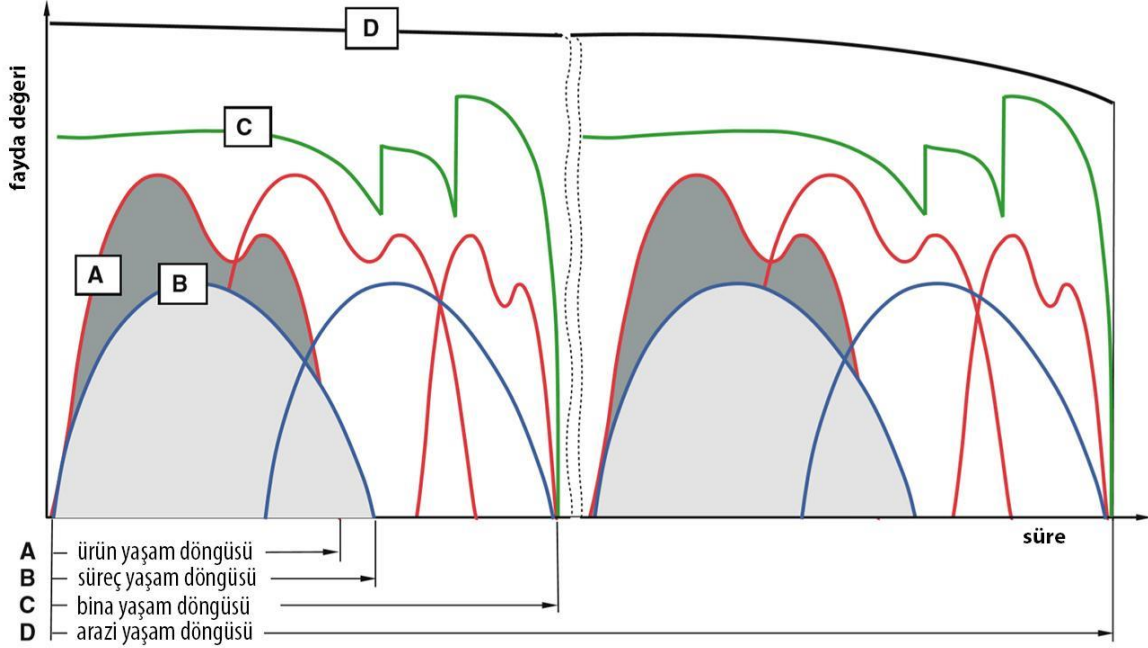 D
C
fayda değeri
A
B
süre
A ürün yaşam döngüsü
B süreç yaşam döngüsü
C bina yaşam döngüsü
D arazi yaşam döngüsü